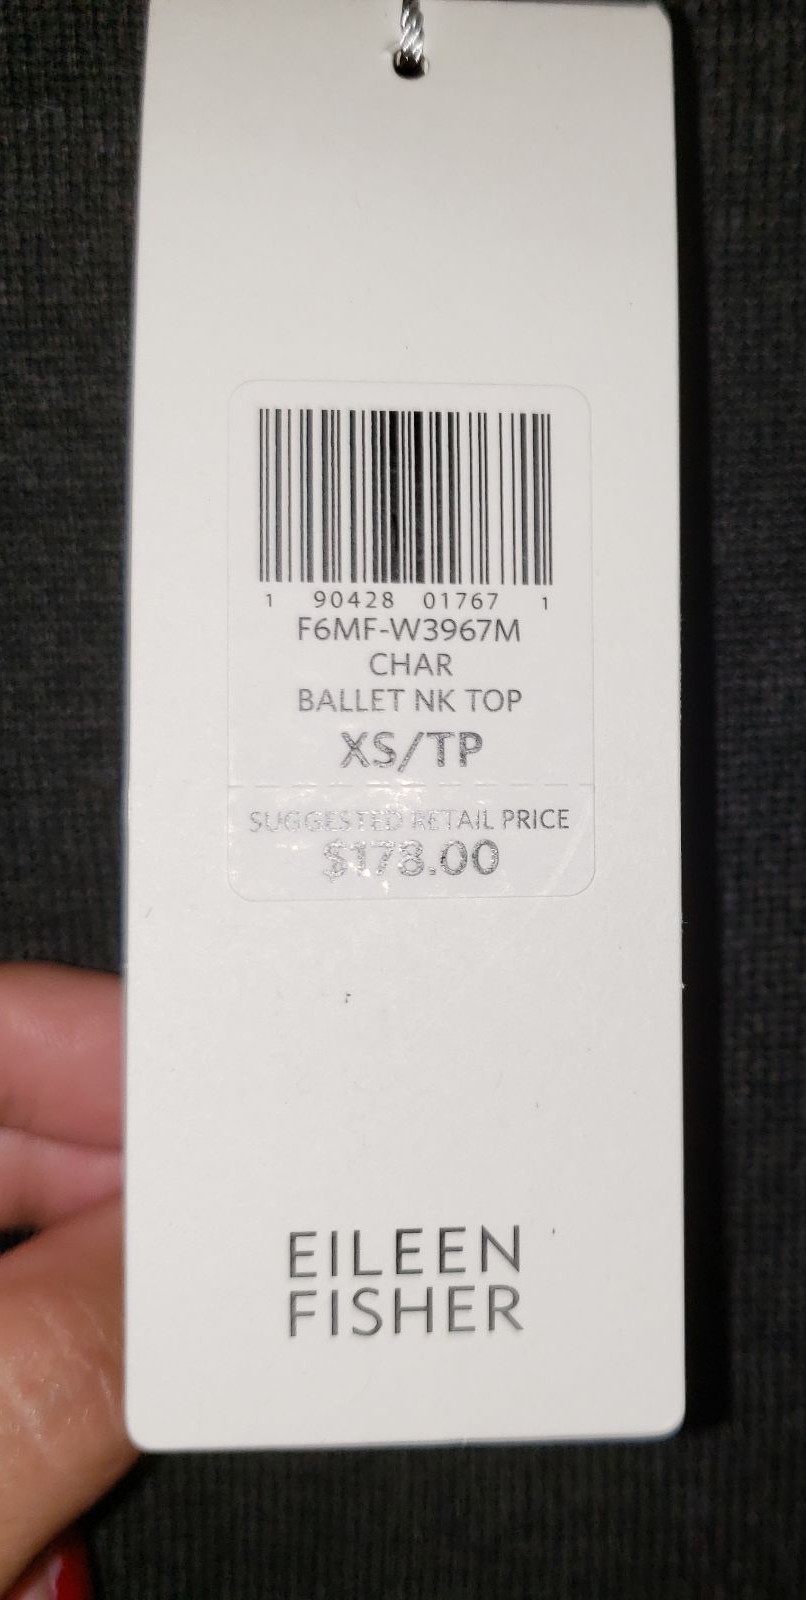 1 90428 01767 1
F6MF-W3967M
CHAR
BALLET NK TOP
XS/TP
SUGGESTED RETAIL PRICE
$178.00
EILEEN
FISHER